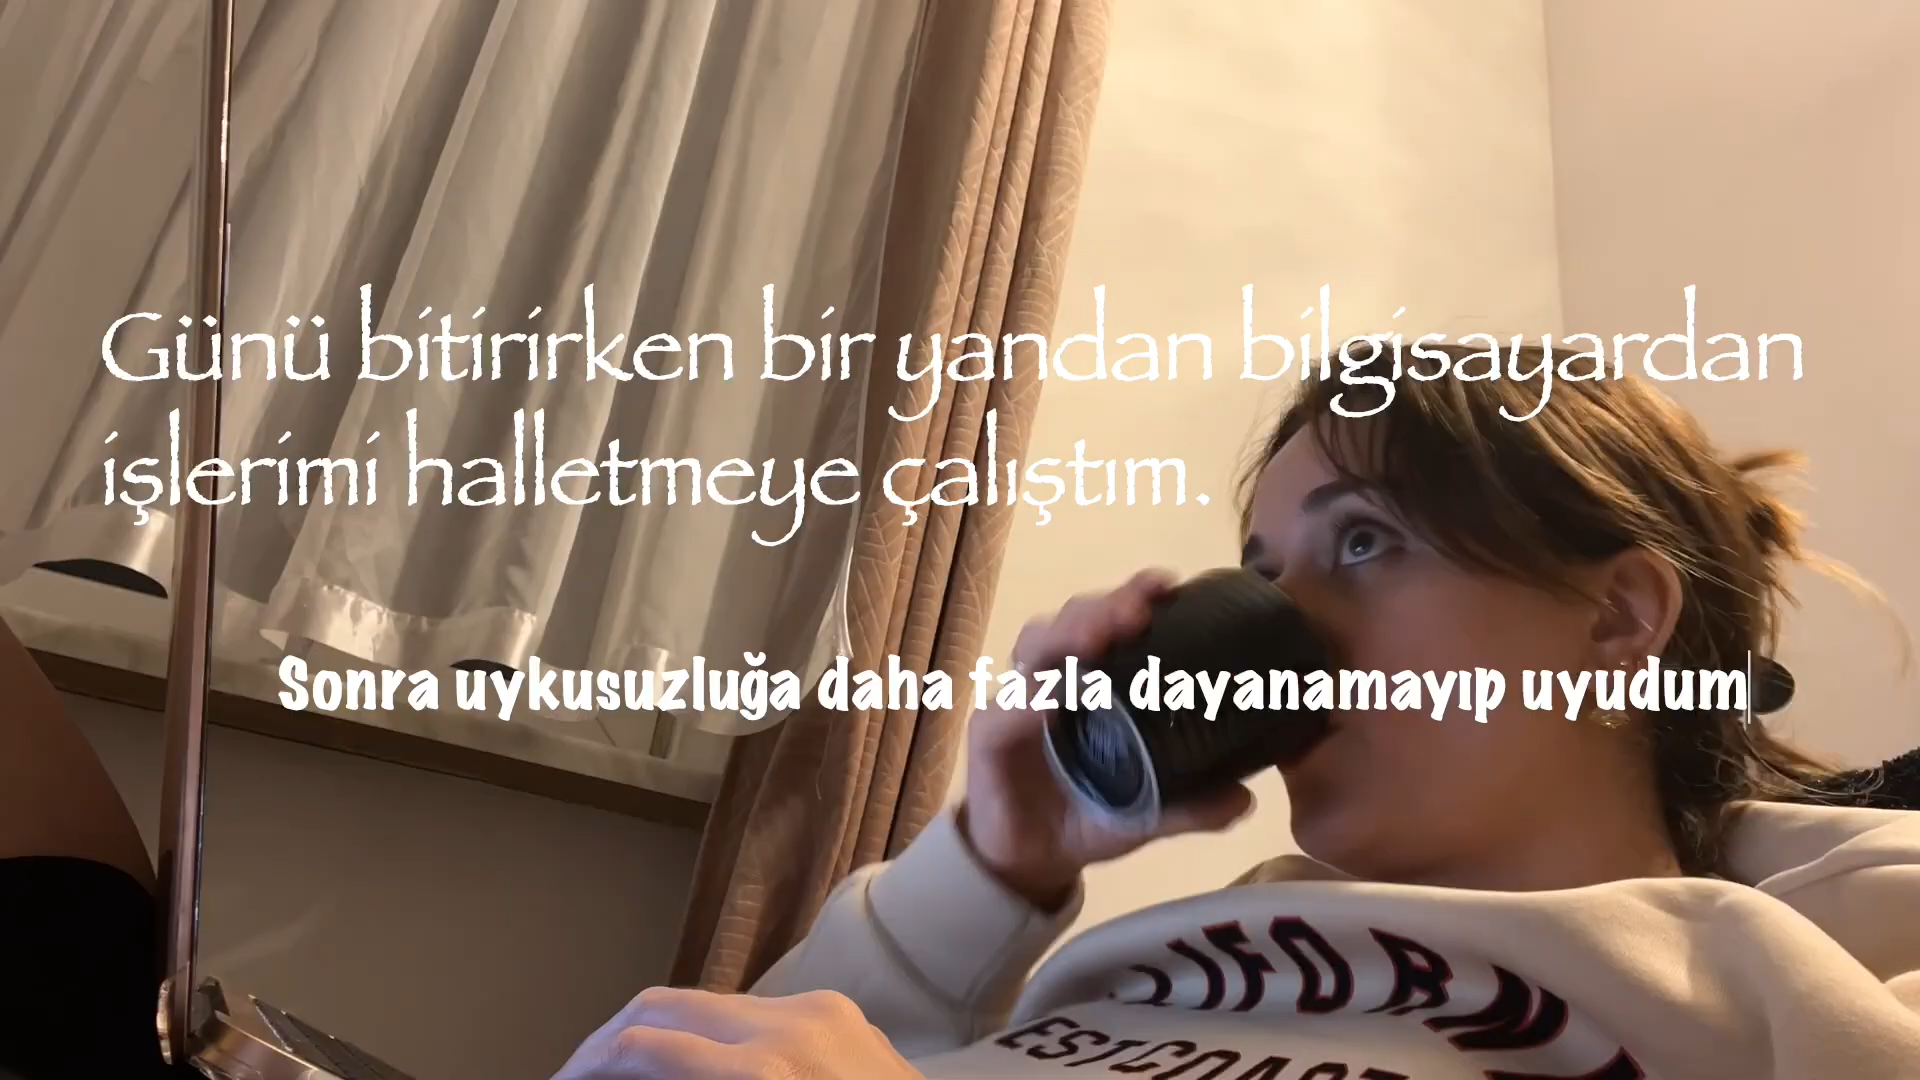 Günü bitirirken bir yandan bilgisayardan
işlerimi halletmeye çalıştım.
Sonra uykusuzluğa daha fazla dayanamayıp uyudum